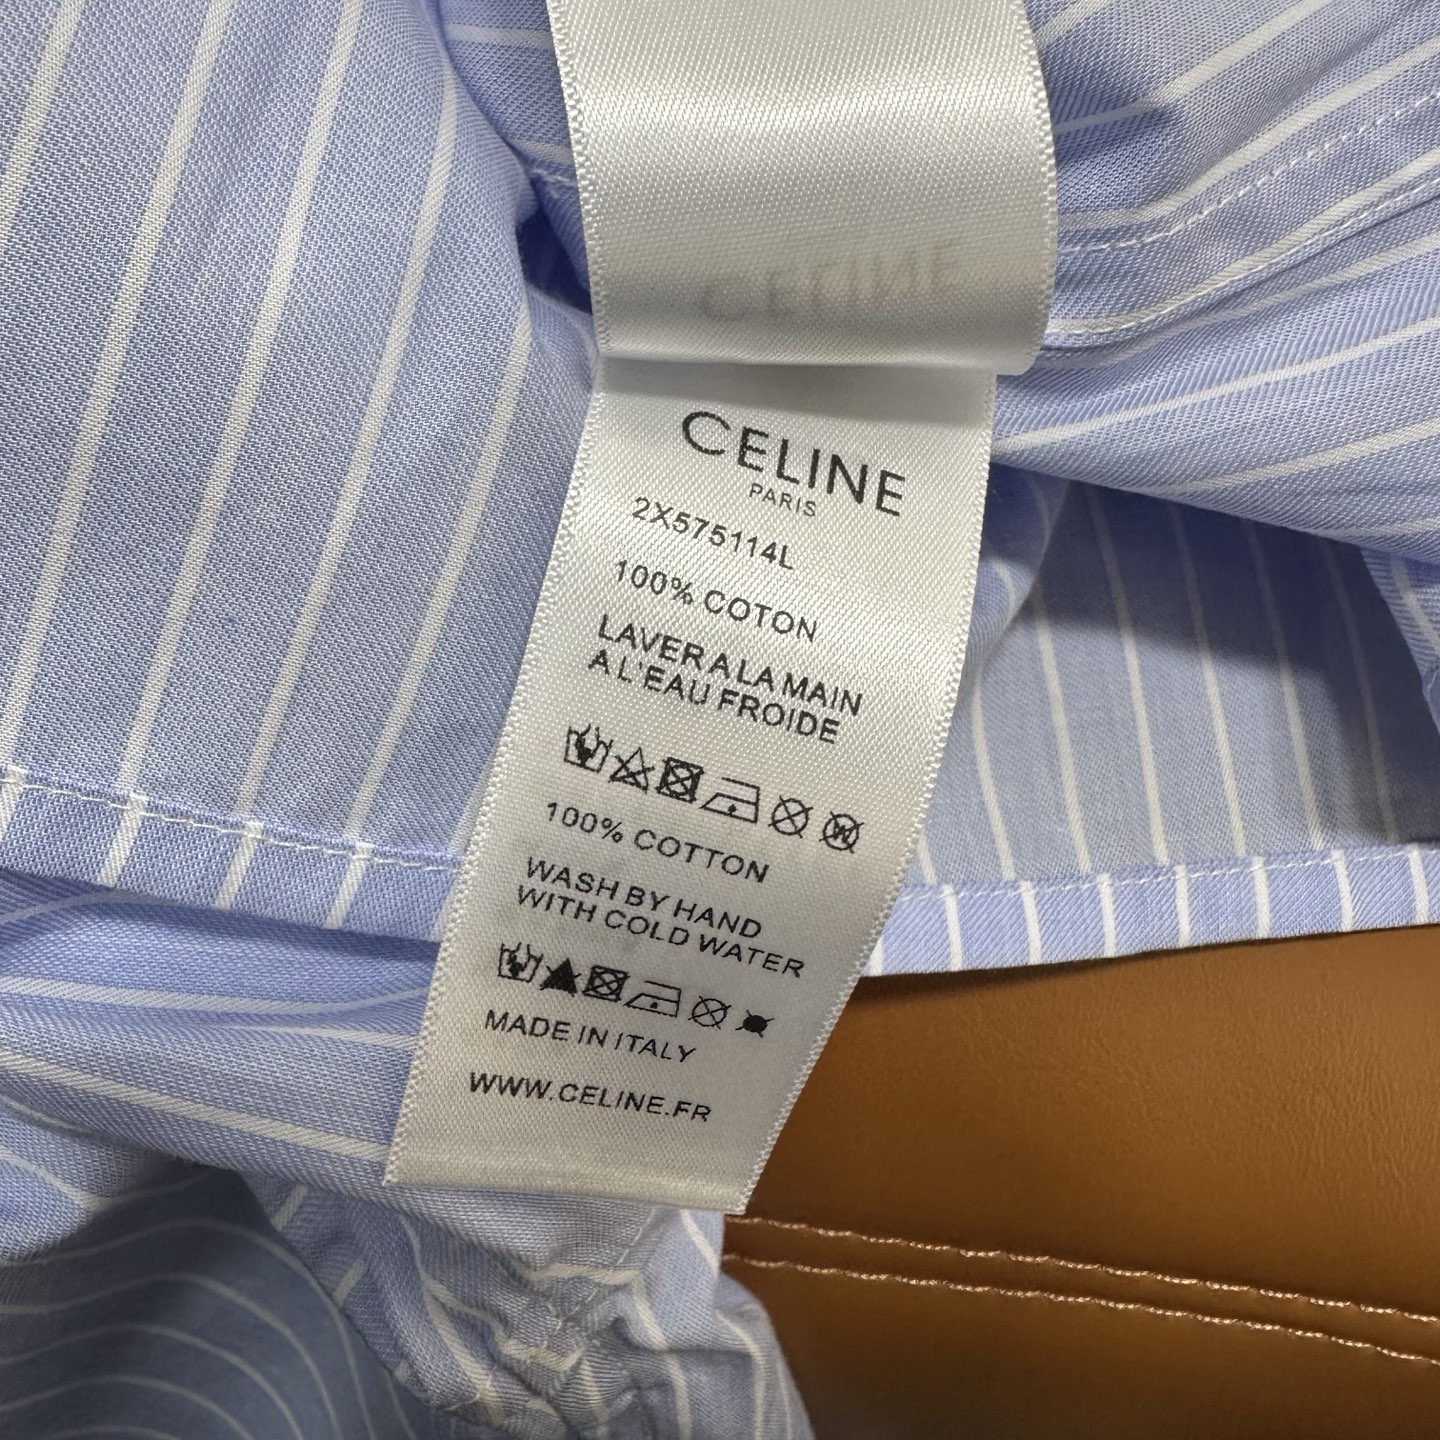 CELINE
CELINE
PARIS
2X575114L
100% COTON
LAVER A LA MAIN
A L'EAU FROIDE
W
100% COTTON
WASH BY HAND
WITH COLD WATER
MADE IN ITALY
WWW.CELINE.FR